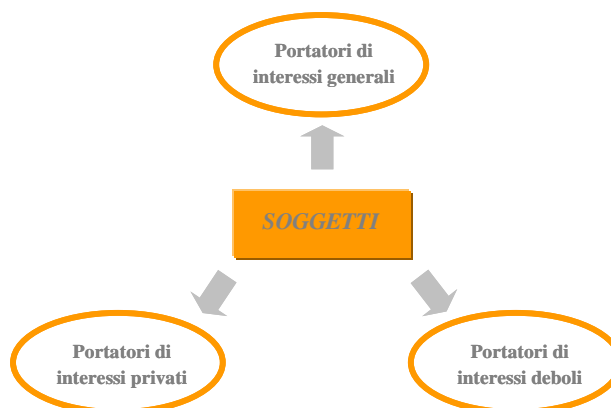 Portatori di
interessi generali
SOGGETTI
Portatori di
interessi privati
Portatori di
interessi deboli